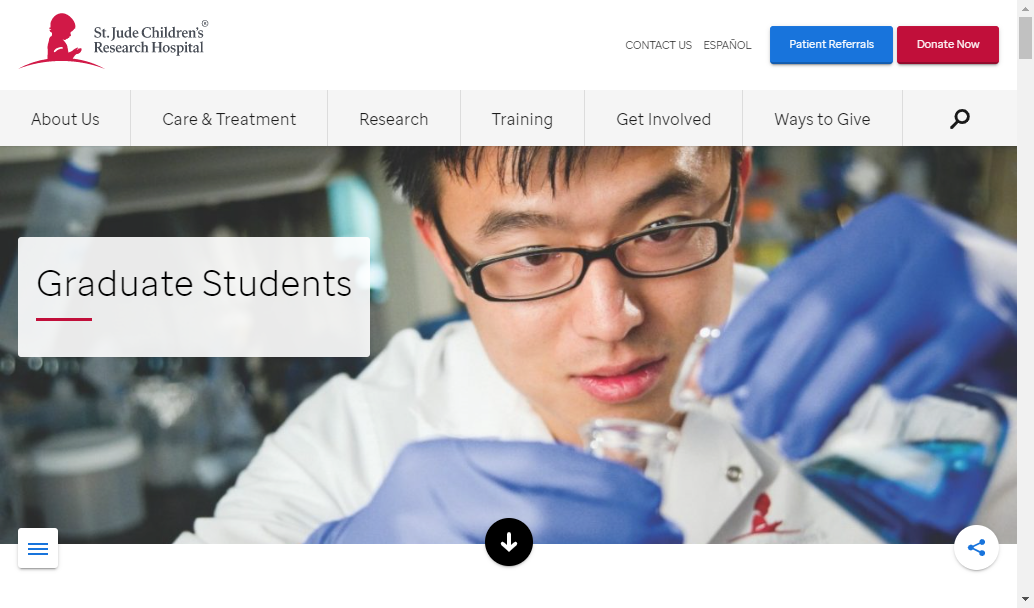 St. Jude Children's®
Research Hospital
CONTACT US
ESPAÑOL
Patient Referrals
Donate Now
About Us
Care & Treatment
Research
Training
Get Involved
Ways to Give
Graduate Students